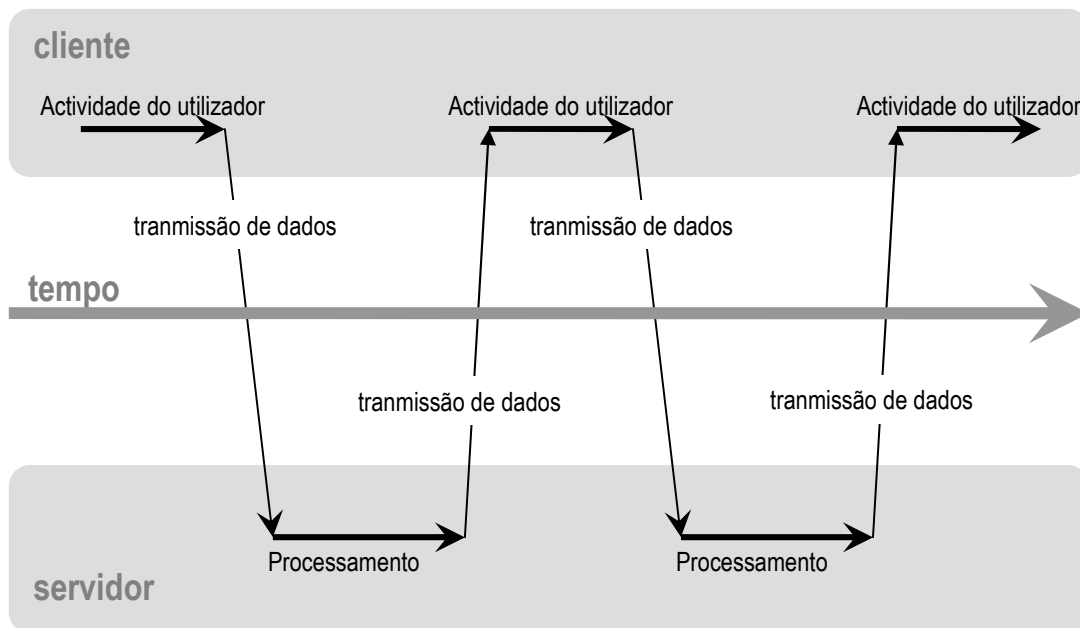 cliente
Actividade do utilizador
Actividade do utilizador
Actividade do utilizador
tranmissão de dados
tranmissão de dados
tempo
tranmissão de dados
tranmissão de dados
Processamento
Processamento
servidor